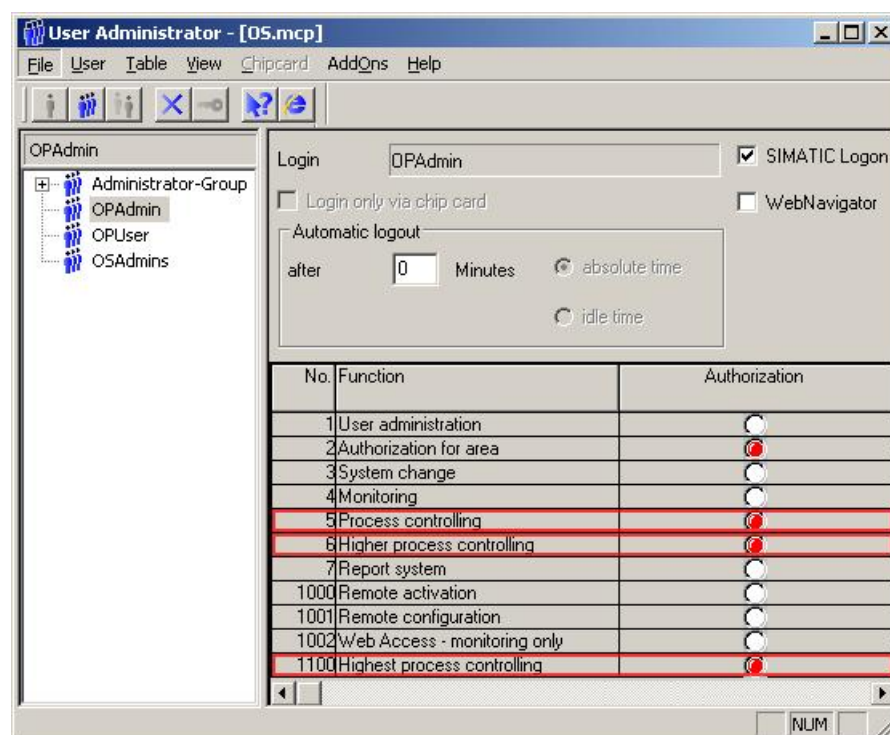 User Administrator - [OS.mcp]
File User Table View Chipcard AddOns Help
OPAdmin
Administrator-Group
OPAdmin
OPUser
OSAdmins
Login OPAdmin
SIMATIC Logon
Login only via chip card
WebNavigator
Automatic logout
after 0 Minutes
absolute time
idle time
No. Function Authorization
1 User administration
2 Authorization for area
3 System change
4 Monitoring
5 Process controlling
6 Higher process controlling
7 Report system
1000 Remote activation
1001 Remote configuration
1002 Web Access - monitoring only
1100 Highest process controlling
NUM